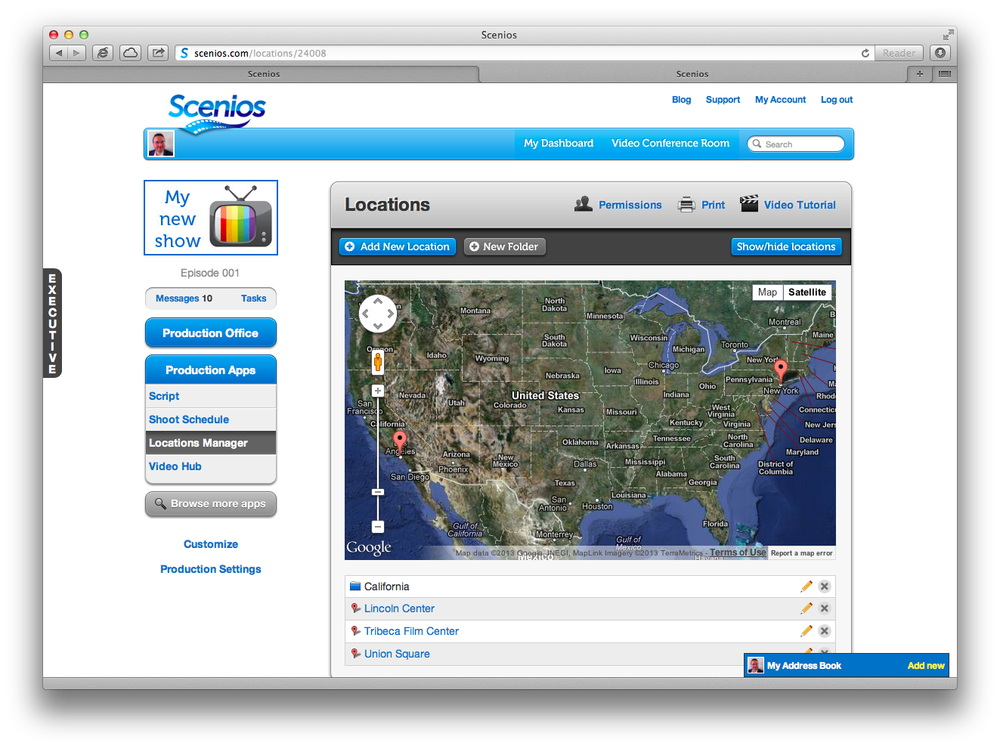 Scenios
scenios.com/locations/24008
Reader
Scenios
Scenios
Scenios
Blog
Support
My Account
Log out
My Dashboard
Video Conference Room
Search
My
new
show
Episode 001
Messages 10
Tasks
Production Office
Production Apps
Script
Shoot Schedule
Locations Manager
Video Hub
Browse more apps
Customize
Production Settings
EXECUTIVE
Locations
Permissions
Print
Video Tutorial
Add New Location
New Folder
Show/hide locations
Map
Satellite
Montana
North
Dakota
Minnesota
Montreal
Maine
Wisconsin
Michigan
Toronto
South
Dakota
Oregon
Idaho
Wyoming
New York
Chicago
Iowa
Nebraska
Illinois
Pennsylvania
Ohio
New York
Indiana
United States
Nevada
Utah
Colorado
Kansas
Missouri
West
Virginia
Virginia
Kentucky
San
Francisco
California
Los
Angeles
Oklahoma
Arkansas
Tennessee
North
Carolina
Delaware
Maryland
District of
Columbia
Arizona
Phoenix
New
Mexico
Dallas
Mississippi
South
Carolina
San Diego
Alabama
Georgia
Texas
Louisiana
San
Antonio
Houston
Florida
Gulf of
California
Monterrey
Gulf of
Mexico
Mexico
Havana
Google
Map data ©2013 Google, INEGI, MapLink Imagery ©2013 TerraMetrics - Terms of Use
Report a map error
California
Lincoln Center
Tribeca Film Center
Union Square
My Address Book
Add new